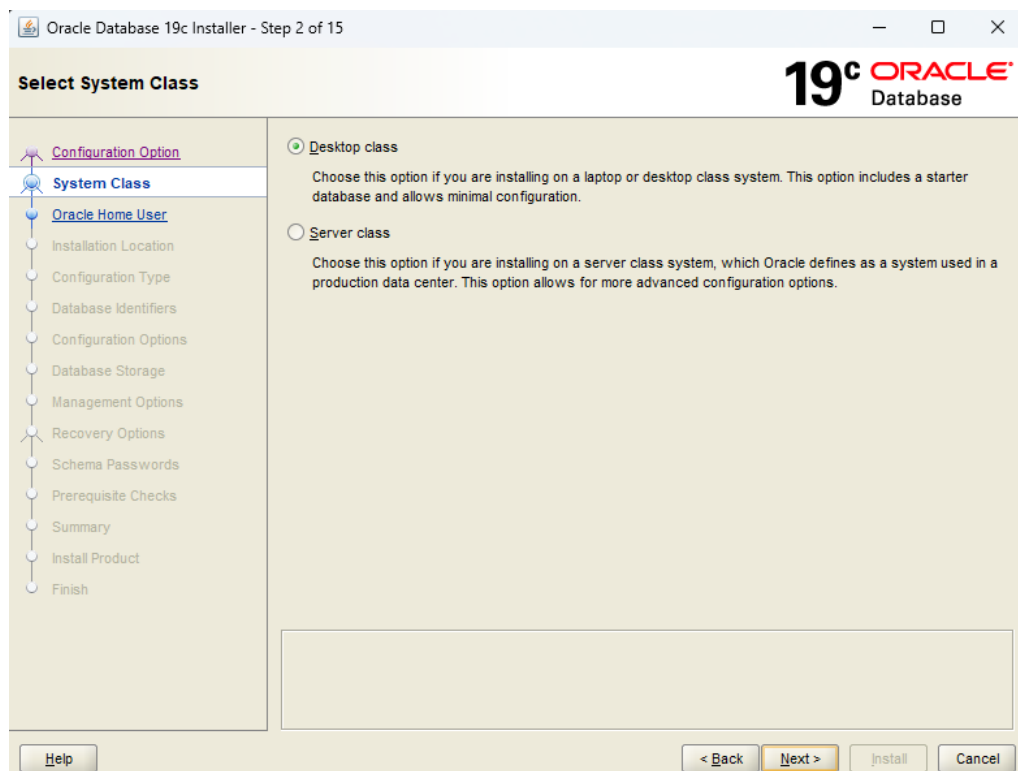 Oracle Database 19c Installer - Step 2 of 15
Select System Class
19c ORACLE
Database
Configuration Option
System Class
Oracle Home User
Installation Location
Configuration Type
Database Identifiers
Configuration Options
Database Storage
Management Options
Recovery Options
Schema Passwords
Prerequisite Checks
Summary
Install Product
Finish
Desktop class
Choose this option if you are installing on a laptop or desktop class system. This option includes a starter
database and allows minimal configuration.
Server class
Choose this option if you are installing on a server class system, which Oracle defines as a system used in a
production data center. This option allows for more advanced configuration options.
Help
< Back
Next >
Install
Cancel